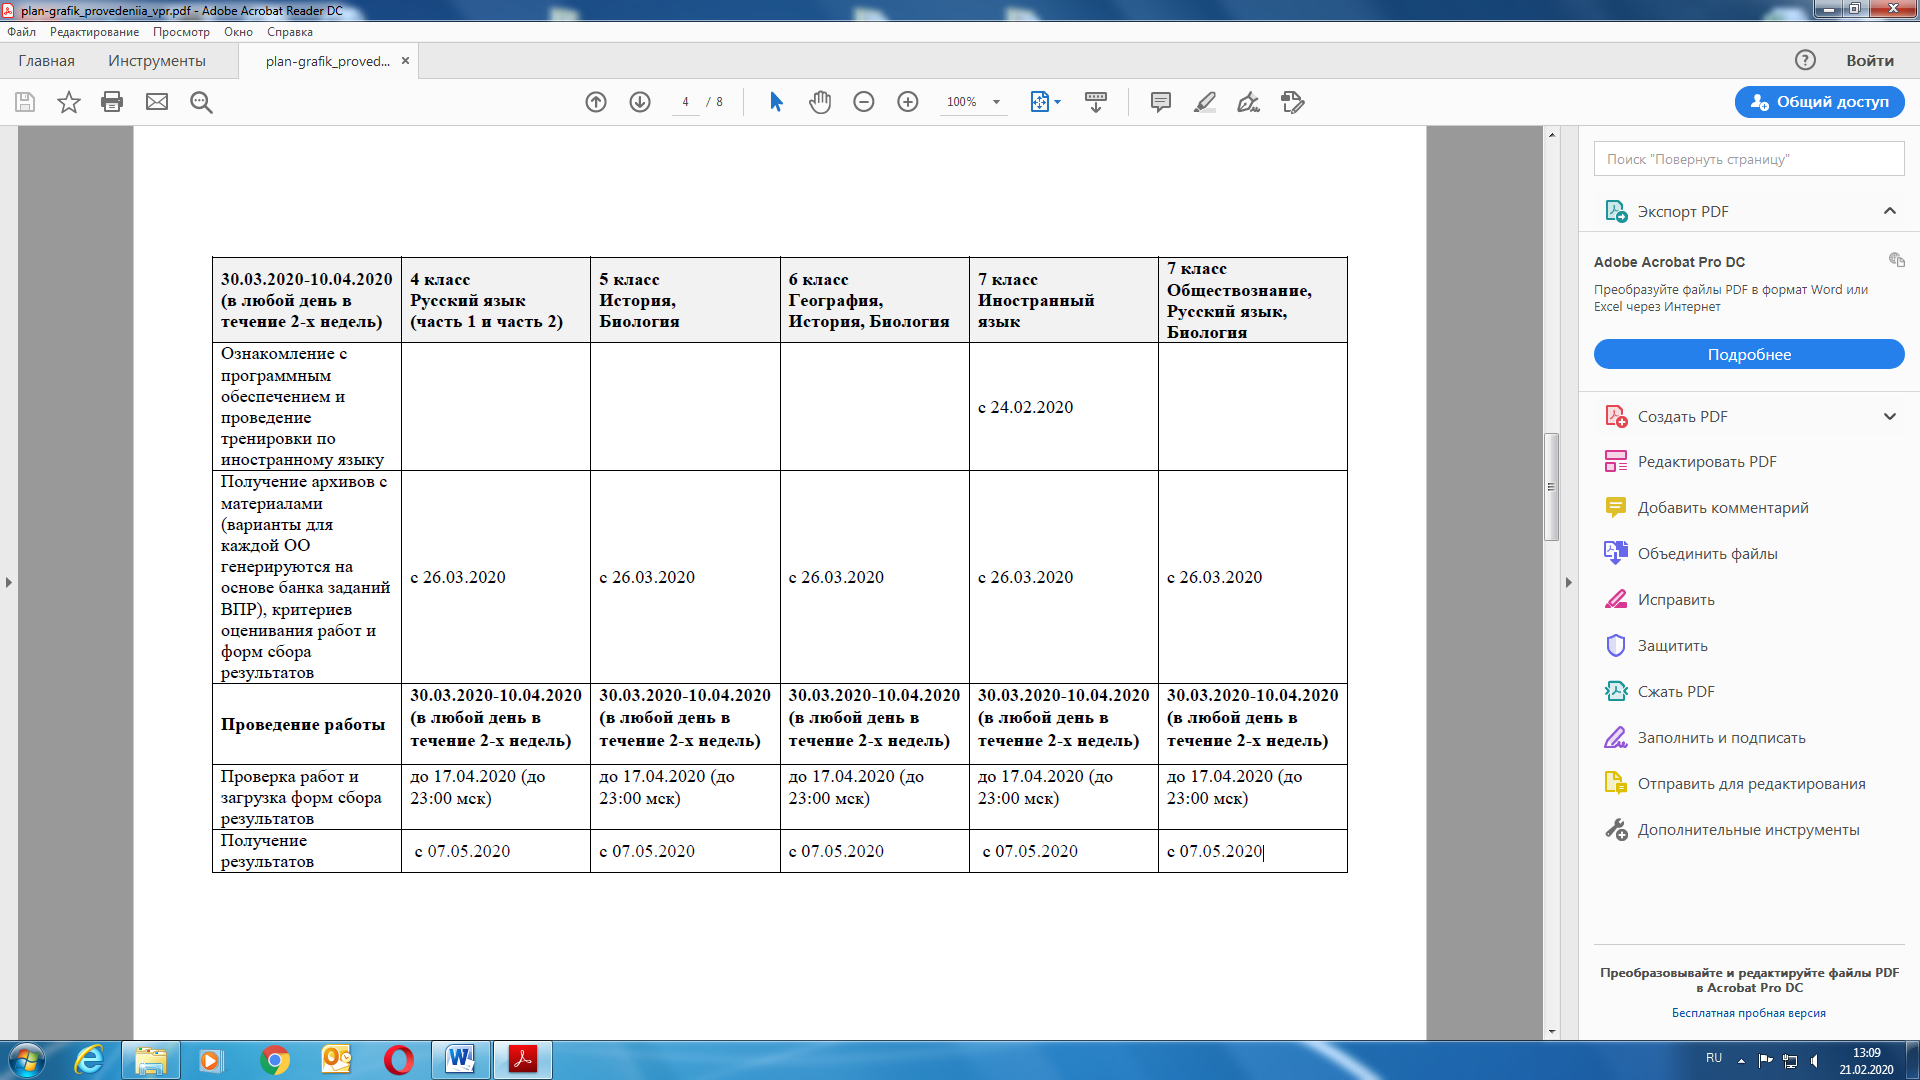 plan-grafik_provedeniia_vpr.pdf - Adobe Acrobat Reader DC
Файл Редактирование Просмотр Окно Справка
Главная Инструменты plan-grafik_proved... × ? Войти
4 / 8 100% Общий доступ
30.03.2020-10.04.2020
(в любой день в
течение 2-х недель)
4 класс
Русский язык
(часть 1 и часть 2)
5 класс
История,
Биология
6 класс
География,
История, Биология
7 класс
Иностранный
язык
7 класс
Обществознание,
Русский язык,
Биология
Ознакомление с
программным
обеспечением и
проведение
тренировки по
иностранному языку
с 24.02.2020
Получение архивов с
материалами
(варианты для
каждой ОО
генерируются на
основе банка заданий
ВПР), критериев
оценивания работ и
форм сбора
результатов
с 26.03.2020
с 26.03.2020
с 26.03.2020
с 26.03.2020
с 26.03.2020
Проведение работы
30.03.2020-10.04.2020
(в любой день в
течение 2-х недель)
30.03.2020-10.04.2020
(в любой день в
течение 2-х недель)
30.03.2020-10.04.2020
(в любой день в
течение 2-х недель)
30.03.2020-10.04.2020
(в любой день в
течение 2-х недель)
30.03.2020-10.04.2020
(в любой день в
течение 2-х недель)
Проверка работ и
загрузка форм сбора
результатов
до 17.04.2020 (до
23:00 мск)
до 17.04.2020 (до
23:00 мск)
до 17.04.2020 (до
23:00 мск)
до 17.04.2020 (до
23:00 мск)
до 17.04.2020 (до
23:00 мск)
Получение
результатов
с 07.05.2020
с 07.05.2020
с 07.05.2020
с 07.05.2020
с 07.05.2020
Поиск "Повернуть страницу"
Экспорт PDF
Adobe Acrobat Pro DC
Преобразуйте файлы PDF в формат Word или
Excel через Интернет
Подробнее
Создать PDF
Редактировать PDF
Добавить комментарий
Объединить файлы
Исправить
Защитить
Сжать PDF
Заполнить и подписать
Отправить для редактирования
Дополнительные инструменты
Преобразовывайте и редактируйте файлы PDF
в Acrobat Pro DC
Бесплатная пробная версия
RU
13:09
21.02.2020